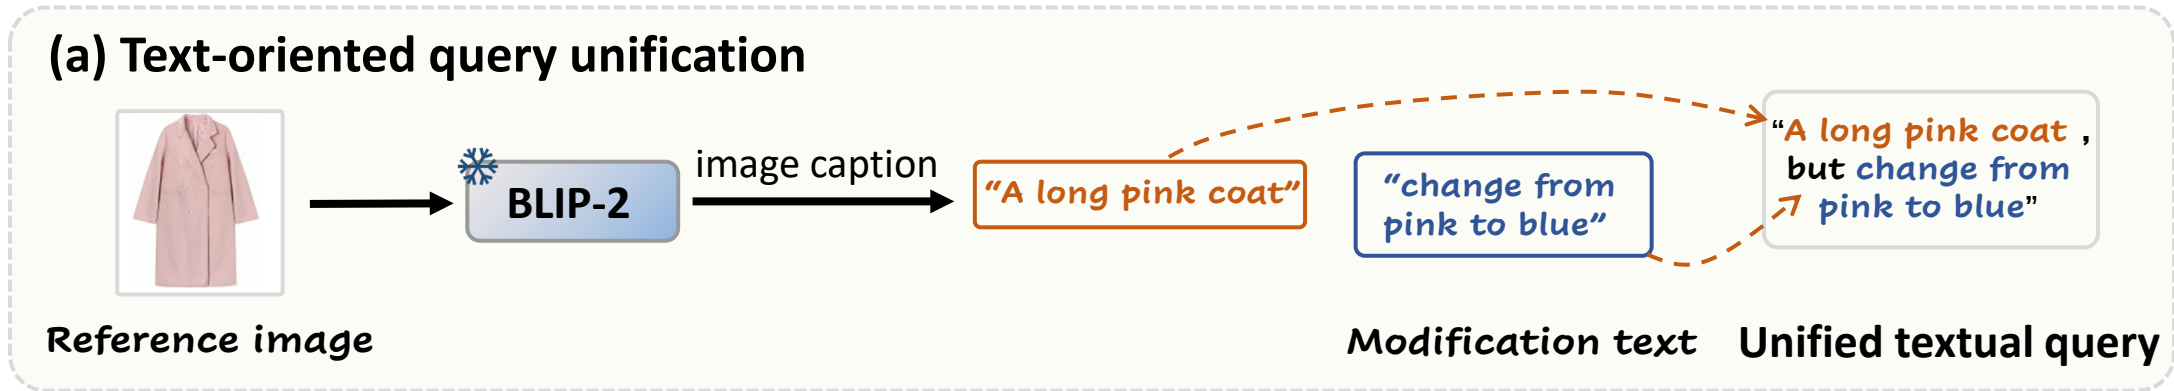 (a) Text-oriented query unification
BLIP-2
image caption
“A long pink coat”
“change from
pink to blue”
“A long pink coat ,
but change from
pink to blue”
Reference image
Modification text
Unified textual query